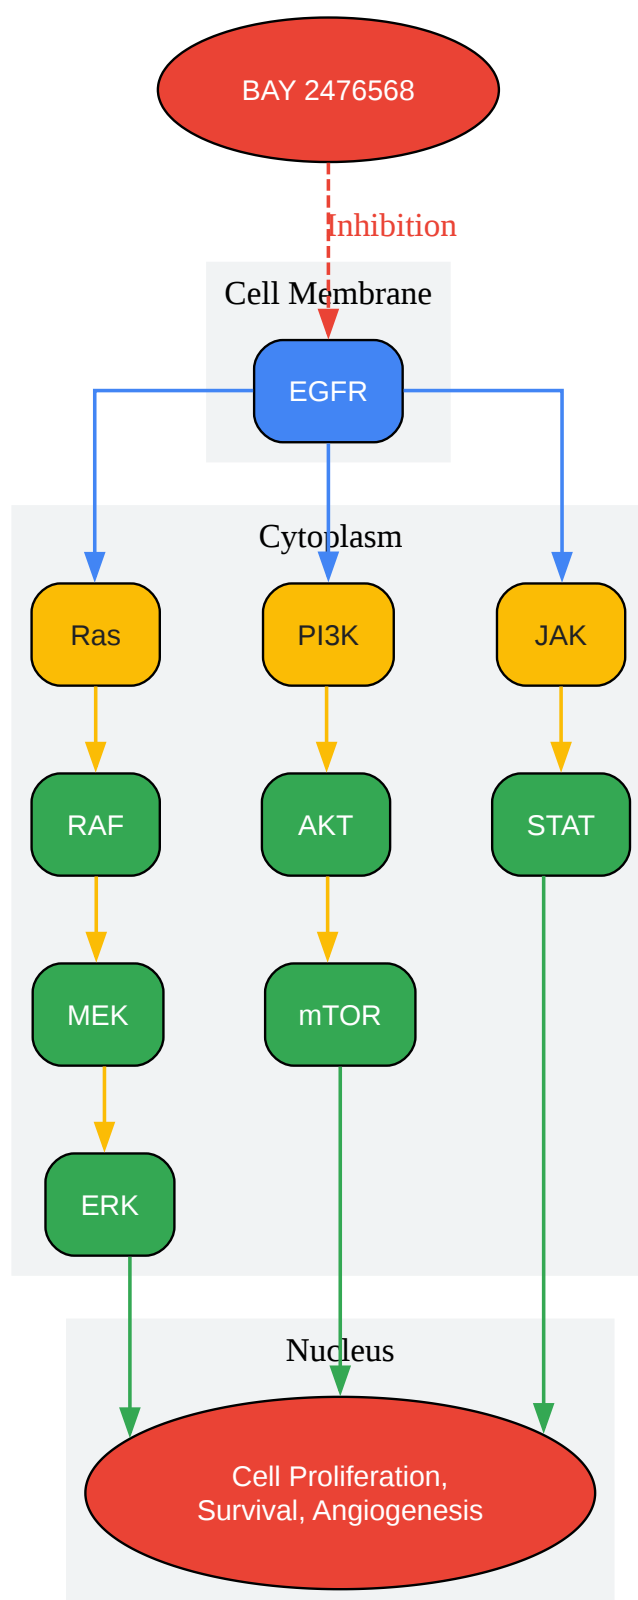 BAY 2476568
Inhibition
Cell Membrane
EGFR
Cytoplasm
Ras
PI3K
JAK
RAF
AKT
STAT
MEK
mTOR
ERK
Nucleus
Cell Proliferation,
Survival, Angiogenesis